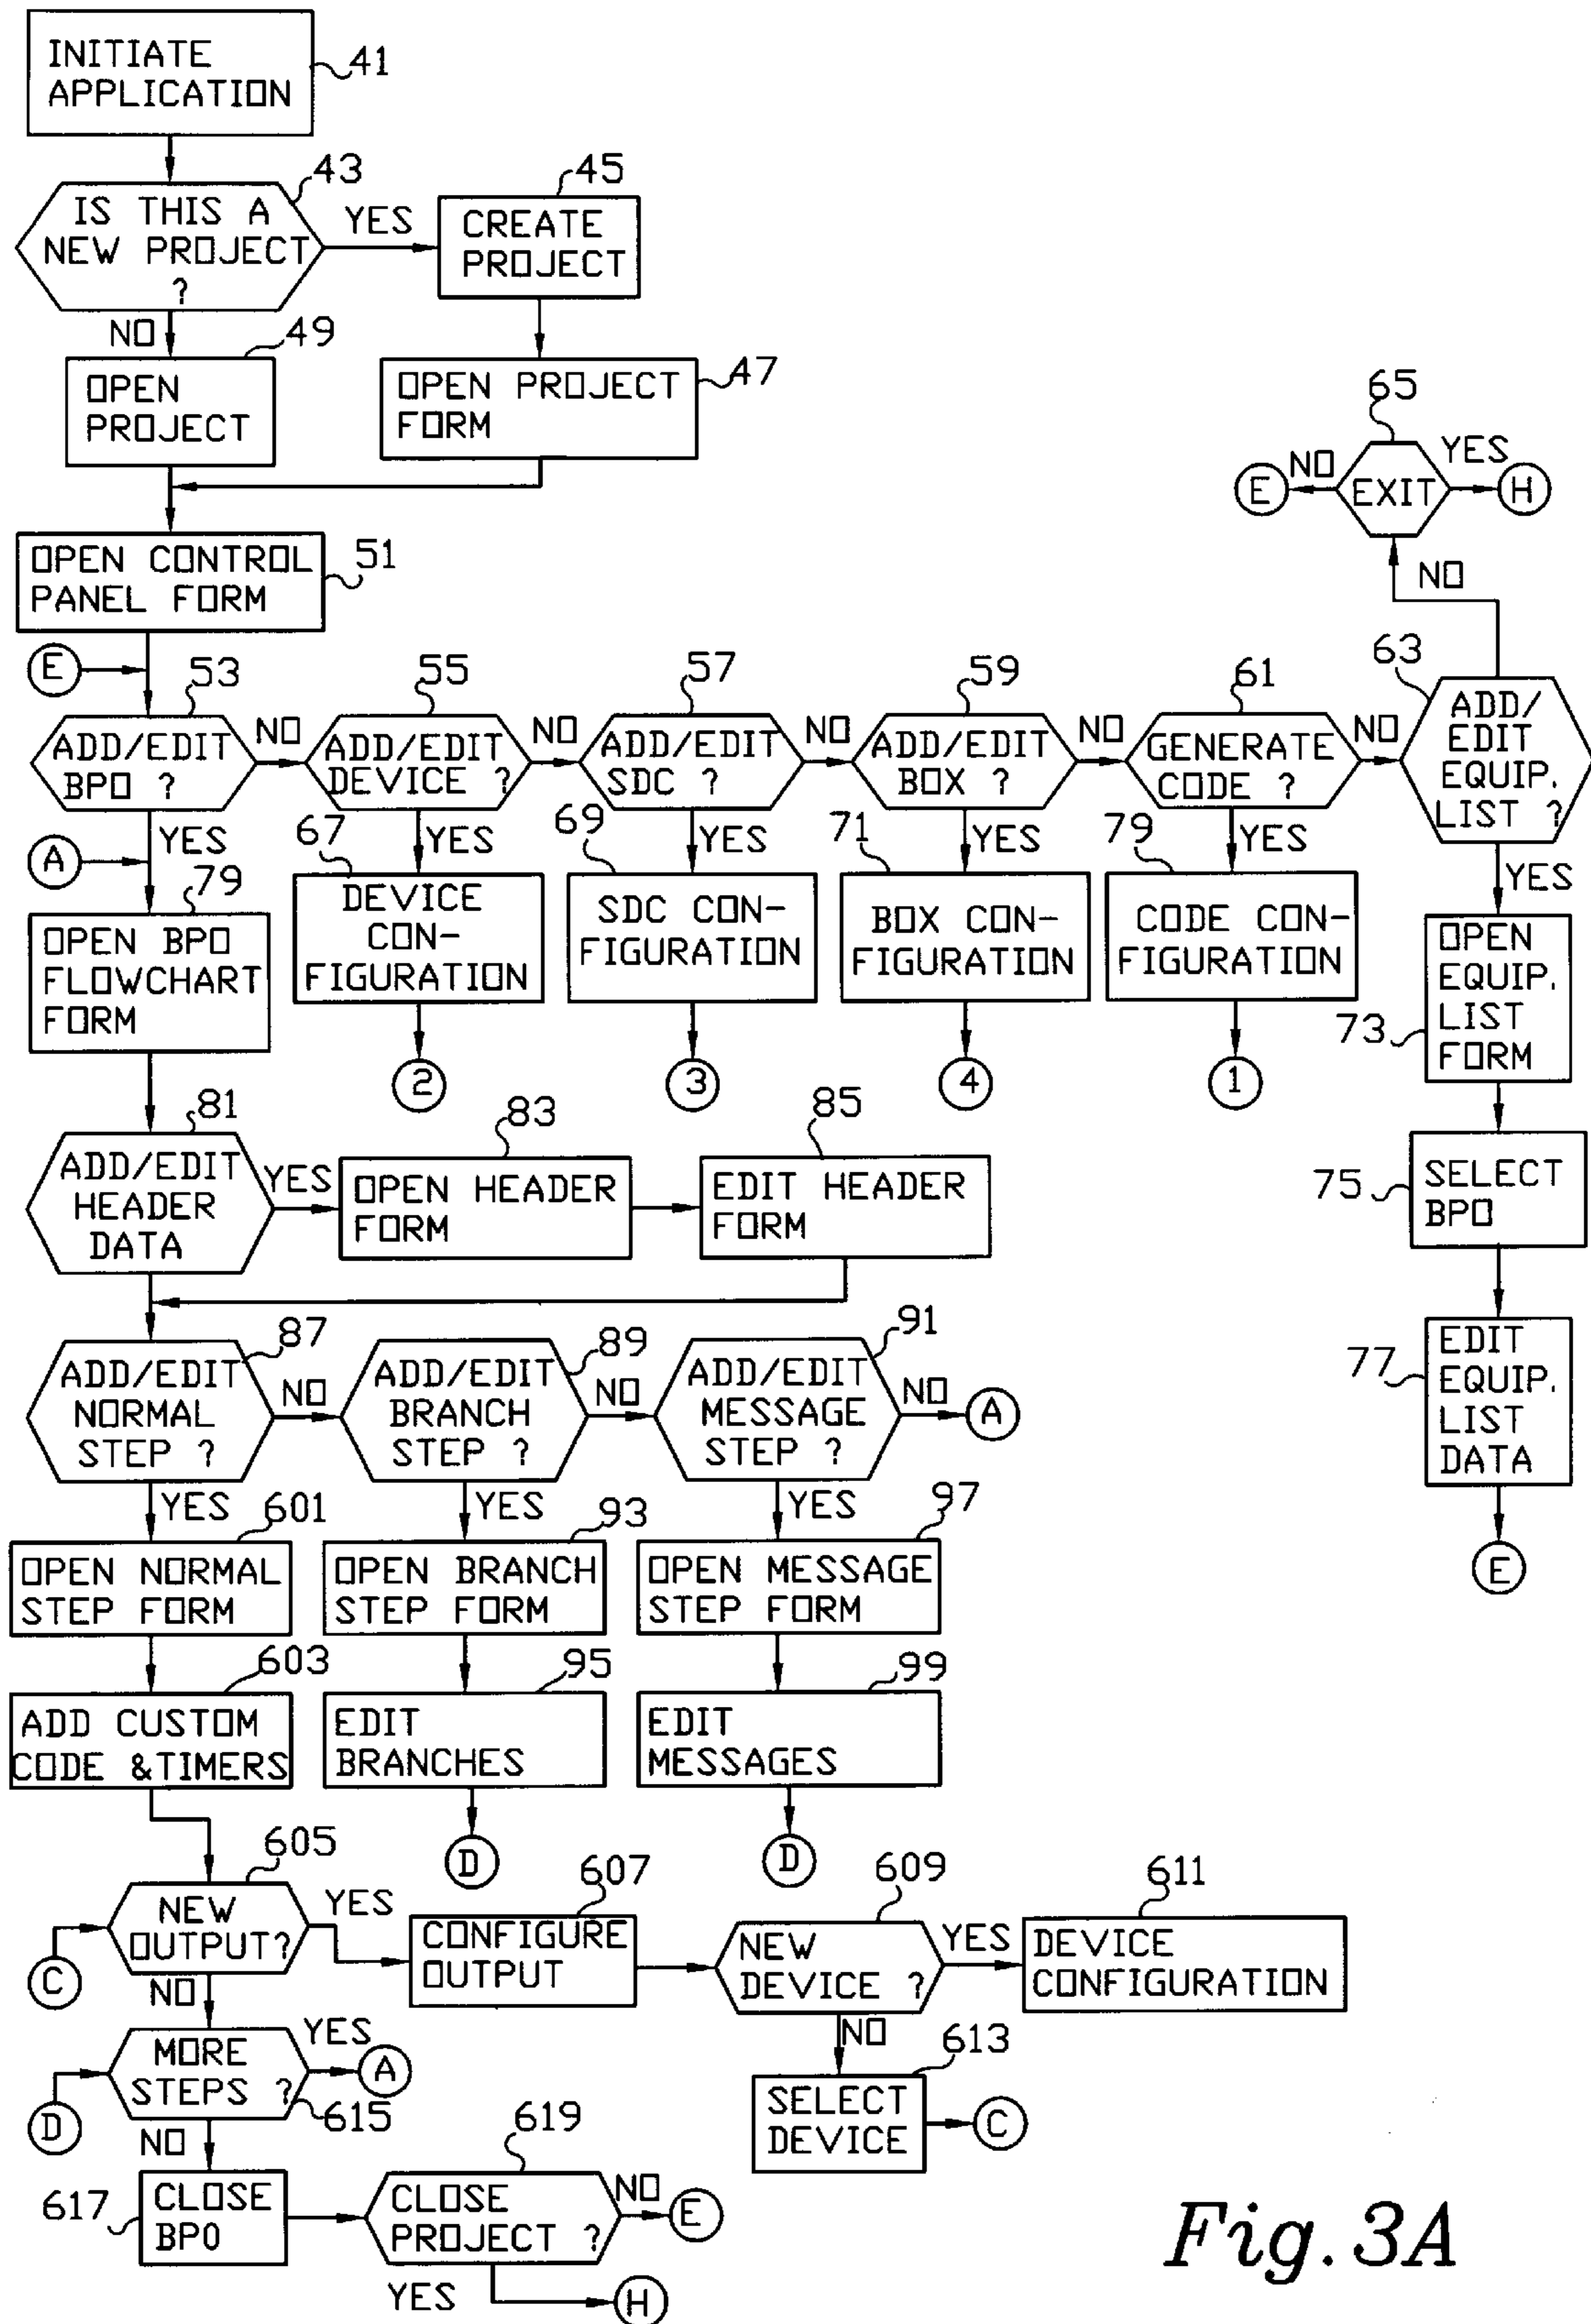 INITIATE
APPLICATION
41
43
IS THIS A
NEW PROJECT
?
YES
45
CREATE
PROJECT
NO
49
OPEN
PROJECT
OPEN PROJECT
FORM
47
OPEN CONTROL
PANEL FORM
51
65
E
NO
EXIT
YES
H
NO
E
53
ADD/EDIT
BPO ?
NO
55
ADD/EDIT
DEVICE ?
NO
57
ADD/EDIT
SDC ?
NO
59
ADD/EDIT
BOX ?
NO
61
GENERATE
CODE ?
NO
63
ADD/
EDIT
EQUIP.
LIST ?
YES
A
79
OPEN BPO
FLOWCHART
FORM
YES
67
DEVICE
CON-
FIGURATION
2
YES
69
SDC CON-
FIGURATION
3
YES
71
BOX CON-
FIGURATION
4
YES
79
CODE CON-
FIGURATION
1
YES
OPEN
EQUIP.
LIST
FORM
73
75
SELECT
BPO
77
EDIT
EQUIP.
LIST
DATA
E
81
ADD/EDIT
HEADER
DATA
YES
83
OPEN HEADER
FORM
85
EDIT HEADER
FORM
87
ADD/EDIT
NORMAL
STEP ?
NO
89
ADD/EDIT
BRANCH
STEP ?
NO
91
ADD/EDIT
MESSAGE
STEP ?
NO
A
YES
601
OPEN NORMAL
STEP FORM
YES
93
OPEN BRANCH
STEP FORM
YES
97
OPEN MESSAGE
STEP FORM
603
ADD CUSTOM
CODE &TIMERS
95
EDIT
BRANCHES
99
EDIT
MESSAGES
D
D
605
NEW
OUTPUT?
C
YES
607
CONFIGURE
OUTPUT
609
NEW
DEVICE ?
YES
611
DEVICE
CONFIGURATION
NO
MORE
STEPS ?
YES
A
D
615
NO
613
SELECT
DEVICE
C
NO
617
CLOSE
BPO
619
CLOSE
PROJECT ?
NO
E
YES
H
Fig. 3A